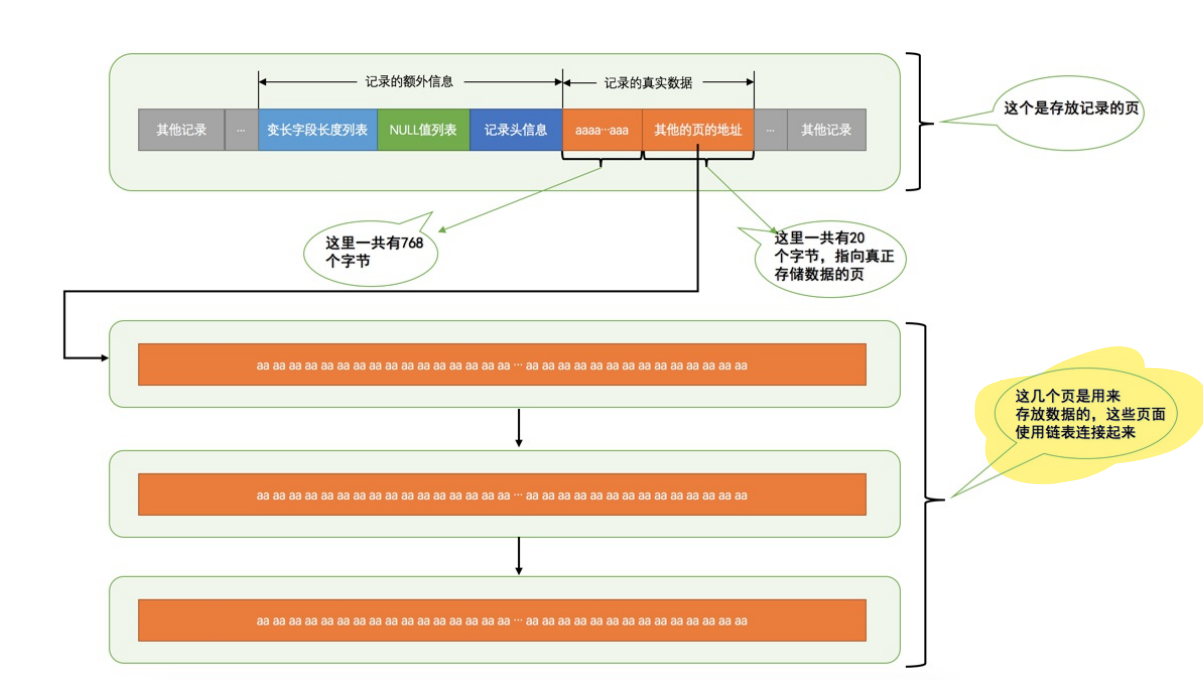 记录的额外信息
记录的真实数据
其他记录
...
变长字段长度列表
NULL值列表
记录头信息
aaaa...aaa
其他的页的地址
...
其他记录
这个是存放记录的页
这里一共有768
个字节
这里一共有20
个字节，指向真正
存储数据的页
aa aa aa aa aa aa aa aa aa aa aa aa aa aa aa aa ... aa aa aa aa aa aa aa aa aa aa aa aa aa aa
这几个页是用来
存放数据的，这些页面
使用链表连接起来
aa aa aa aa aa aa aa aa aa aa aa aa aa aa aa aa ... aa aa aa aa aa aa aa aa aa aa aa aa aa aa
aa aa aa aa aa aa aa aa aa aa aa aa aa aa aa aa ... aa aa aa aa aa aa aa aa aa aa aa aa aa aa